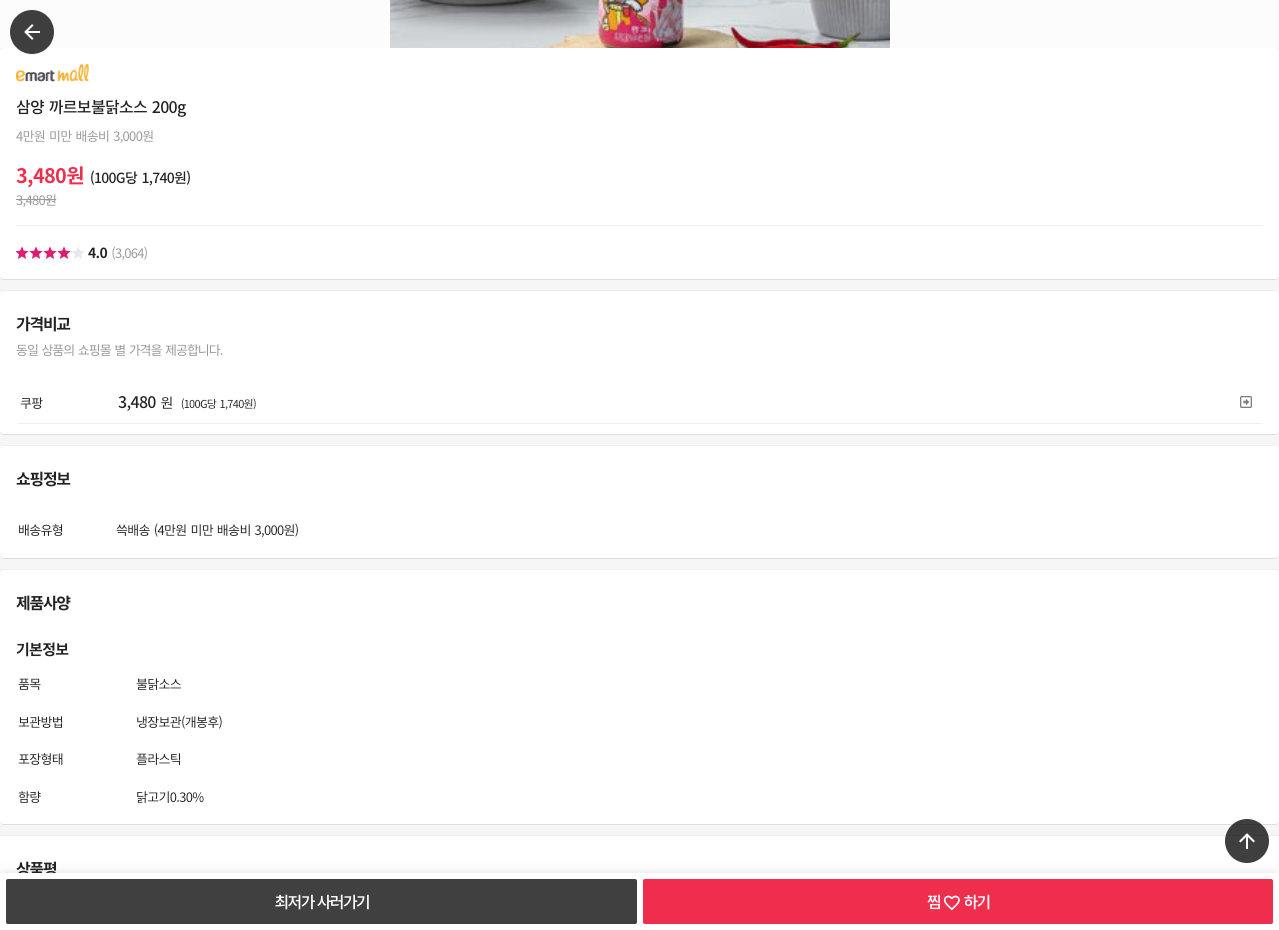 emart mall
삼양 까르보불닭소스 200g
4만원 미만 배송비 3,000원
3,480원 (100G당 1,740원)
3,480원
4.0 (3,064)
가격비교
동일 상품의 쇼핑몰 별 가격을 제공합니다.
쿠팡 3,480 원 (100G당 1,740원)
쇼핑정보
배송유형 쓱배송 (4만원 미만 배송비 3,000원)
제품사양
기본정보
품목 불닭소스
보관방법 냉장보관(개봉후)
포장형태 플라스틱
함량 닭고기0.30%
상품평
최저가 사러가기
찜 하기